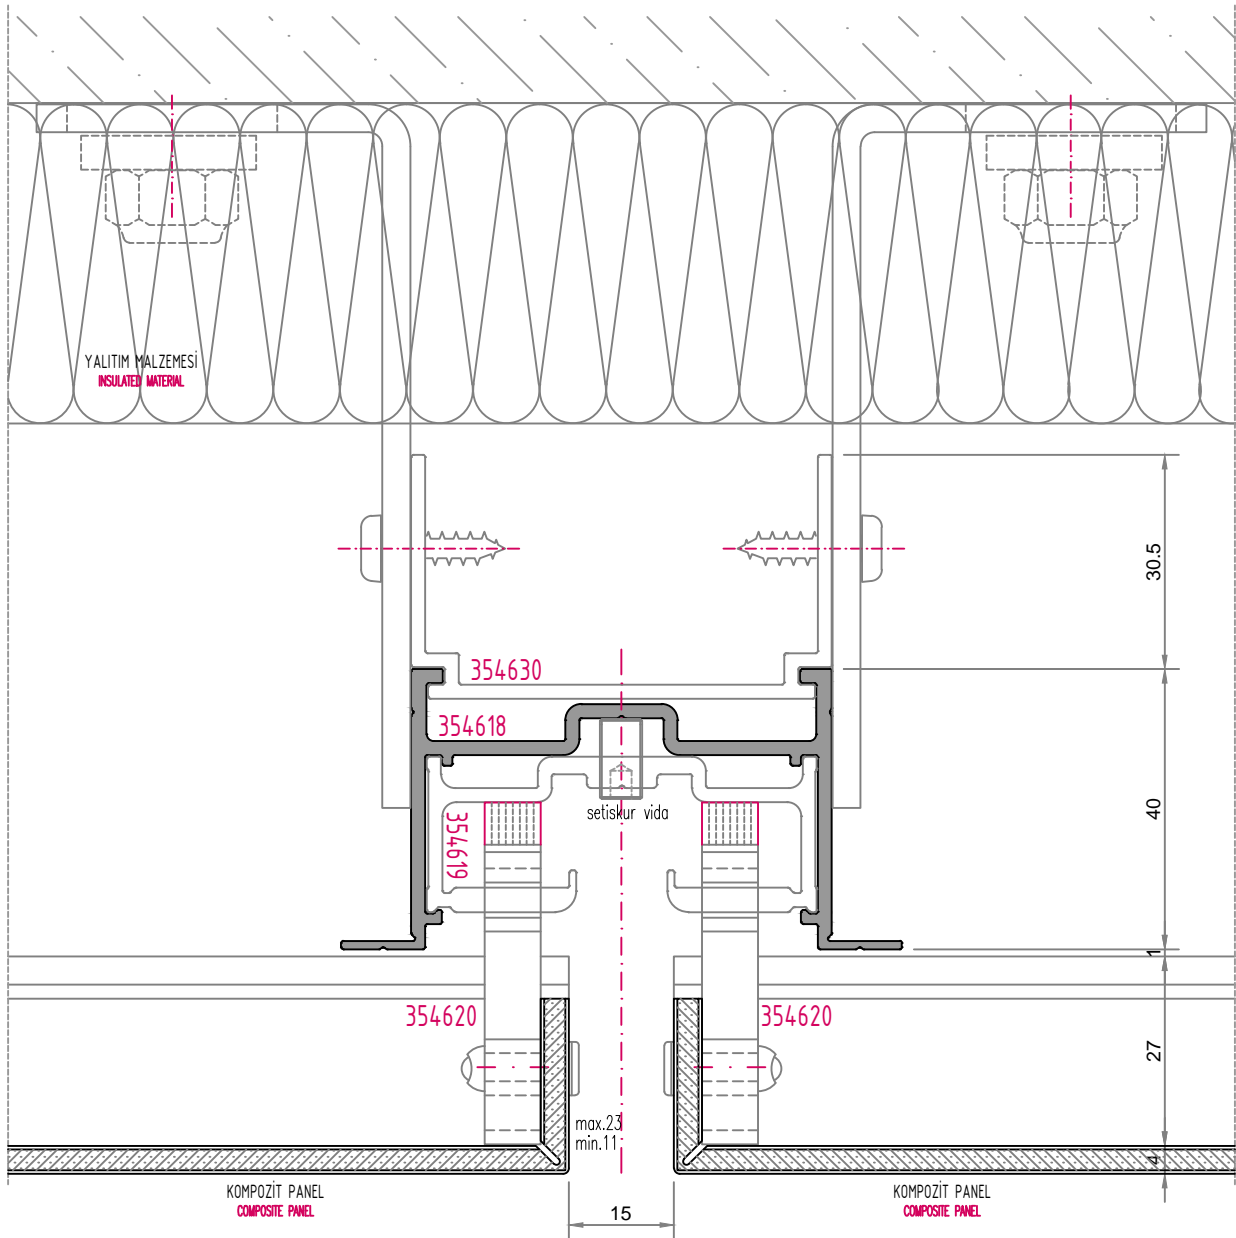 YALITIM MALZEMESİ
INSULATED MATERIAL
30.5
354630
354618
setiskur vida
40
354619
1
354620
354620
27
max.23
min.11
4
KOMPOZİT PANEL
COMPOSITE PANEL
KOMPOZİT PANEL
COMPOSITE PANEL
15